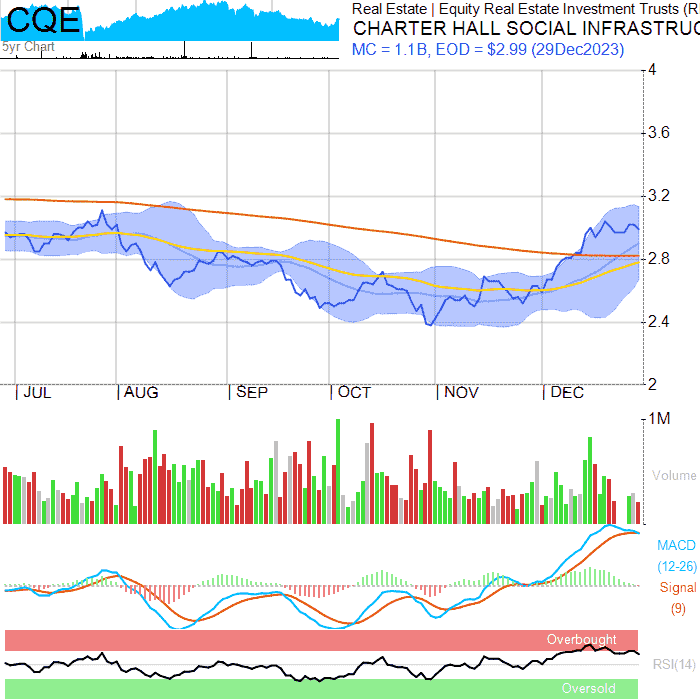 CQE
5yr Chart
Real Estate | Equity Real Estate Investment Trusts (R
CHARTER HALL SOCIAL INFRASTRUC
MC = 1.1B, EOD = $2.99 (29Dec2023)
4
3.6
3.2
2.8
2.4
2
| JUL | AUG | SEP | OCT | NOV | DEC
1M
Volume
MACD
(12-26)
Signal
(9)
Overbought
RSI(14)
Oversold